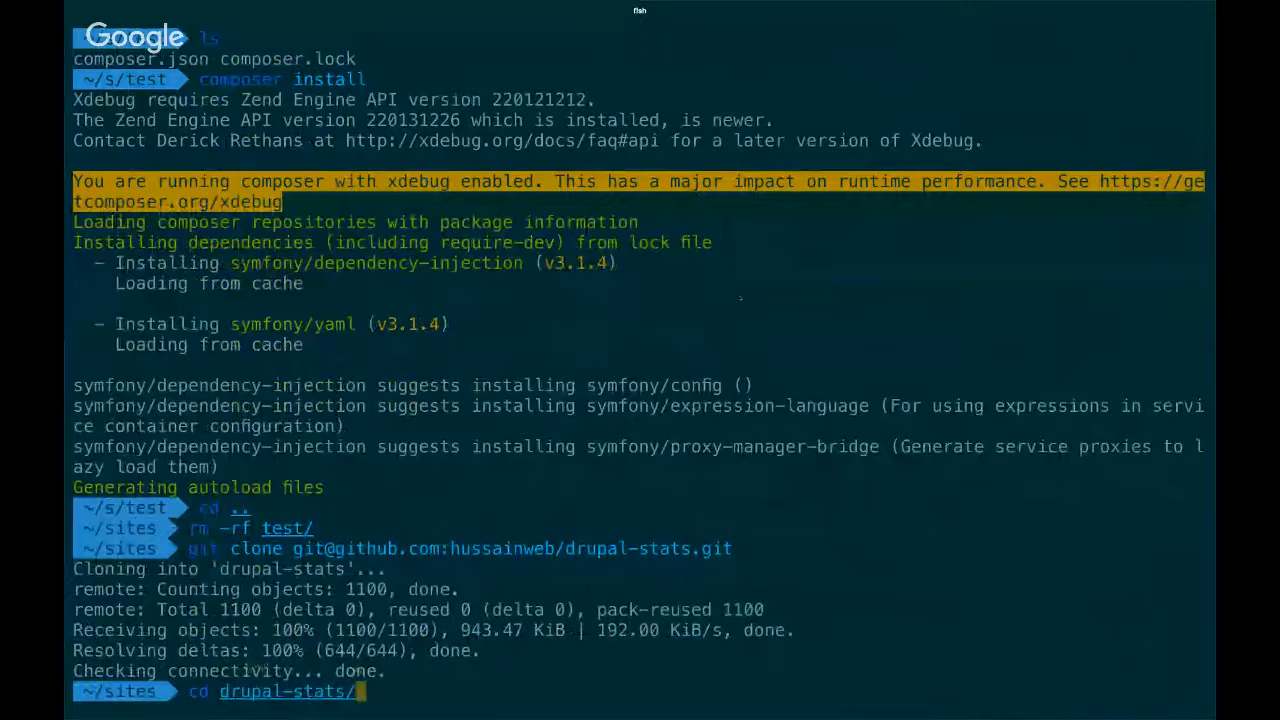 fish
Google ls
composer.json composer.lock
~/s/test composer install
Xdebug requires Zend Engine API version 220121212.
The Zend Engine API version 220131226 which is installed, is newer.
Contact Derick Rethans at http://xdebug.org/docs/faq#api for a later version of Xdebug.
You are running composer with xdebug enabled. This has a major impact on runtime performance. See https://ge
tcomposer.org/xdebug
Loading composer repositories with package information
Installing dependencies (including require-dev) from lock file
- Installing symfony/dependency-injection (v3.1.4)
Loading from cache
- Installing symfony/yaml (v3.1.4)
Loading from cache
symfony/dependency-injection suggests installing symfony/config ()
symfony/dependency-injection suggests installing symfony/expression-language (For using expressions in servi
ce container configuration)
symfony/dependency-injection suggests installing symfony/proxy-manager-bridge (Generate service proxies to l
azy load them)
Generating autoload files
~/s/test cd ..
~/sites rm -rf test/
~/sites git clone git@github.com:hussainweb/drupal-stats.git
Cloning into 'drupal-stats'...
remote: Counting objects: 1100, done.
remote: Total 1100 (delta 0), reused 0 (delta 0), pack-reused 1100
Receiving objects: 100% (1100/1100), 943.47 KiB | 192.00 KiB/s, done.
Resolving deltas: 100% (644/644), done.
Checking connectivity... done.
~/sites cd drupal-stats/